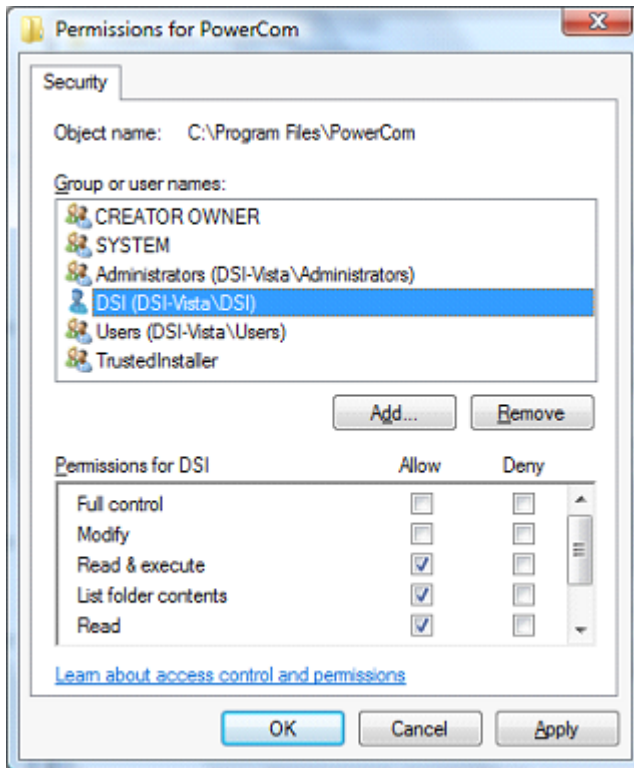 Permissions for PowerCom
Security
Object name: C:\Program Files\PowerCom
Group or user names:
CREATOR OWNER
SYSTEM
Administrators (DSI-Vista\Administrators)
DSI (DSI-Vista\DSI)
Users (DSI-Vista\Users)
TrustedInstaller
Add... Remove
Permissions for DSI Allow Deny
Full control
Modify
Read & execute
List folder contents
Read
Learn about access control and permissions
OK Cancel Apply